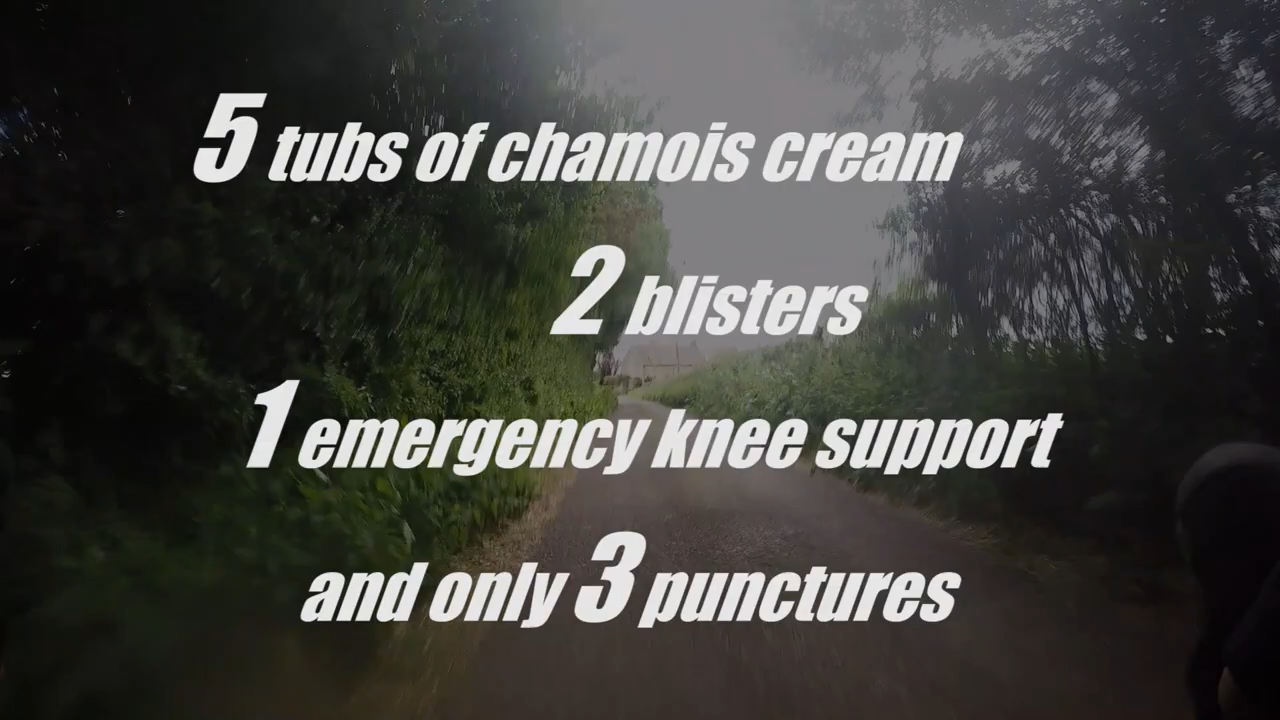 5 tubs of chamois cream
2 blisters
1 emergency knee support
and only 3 punctures